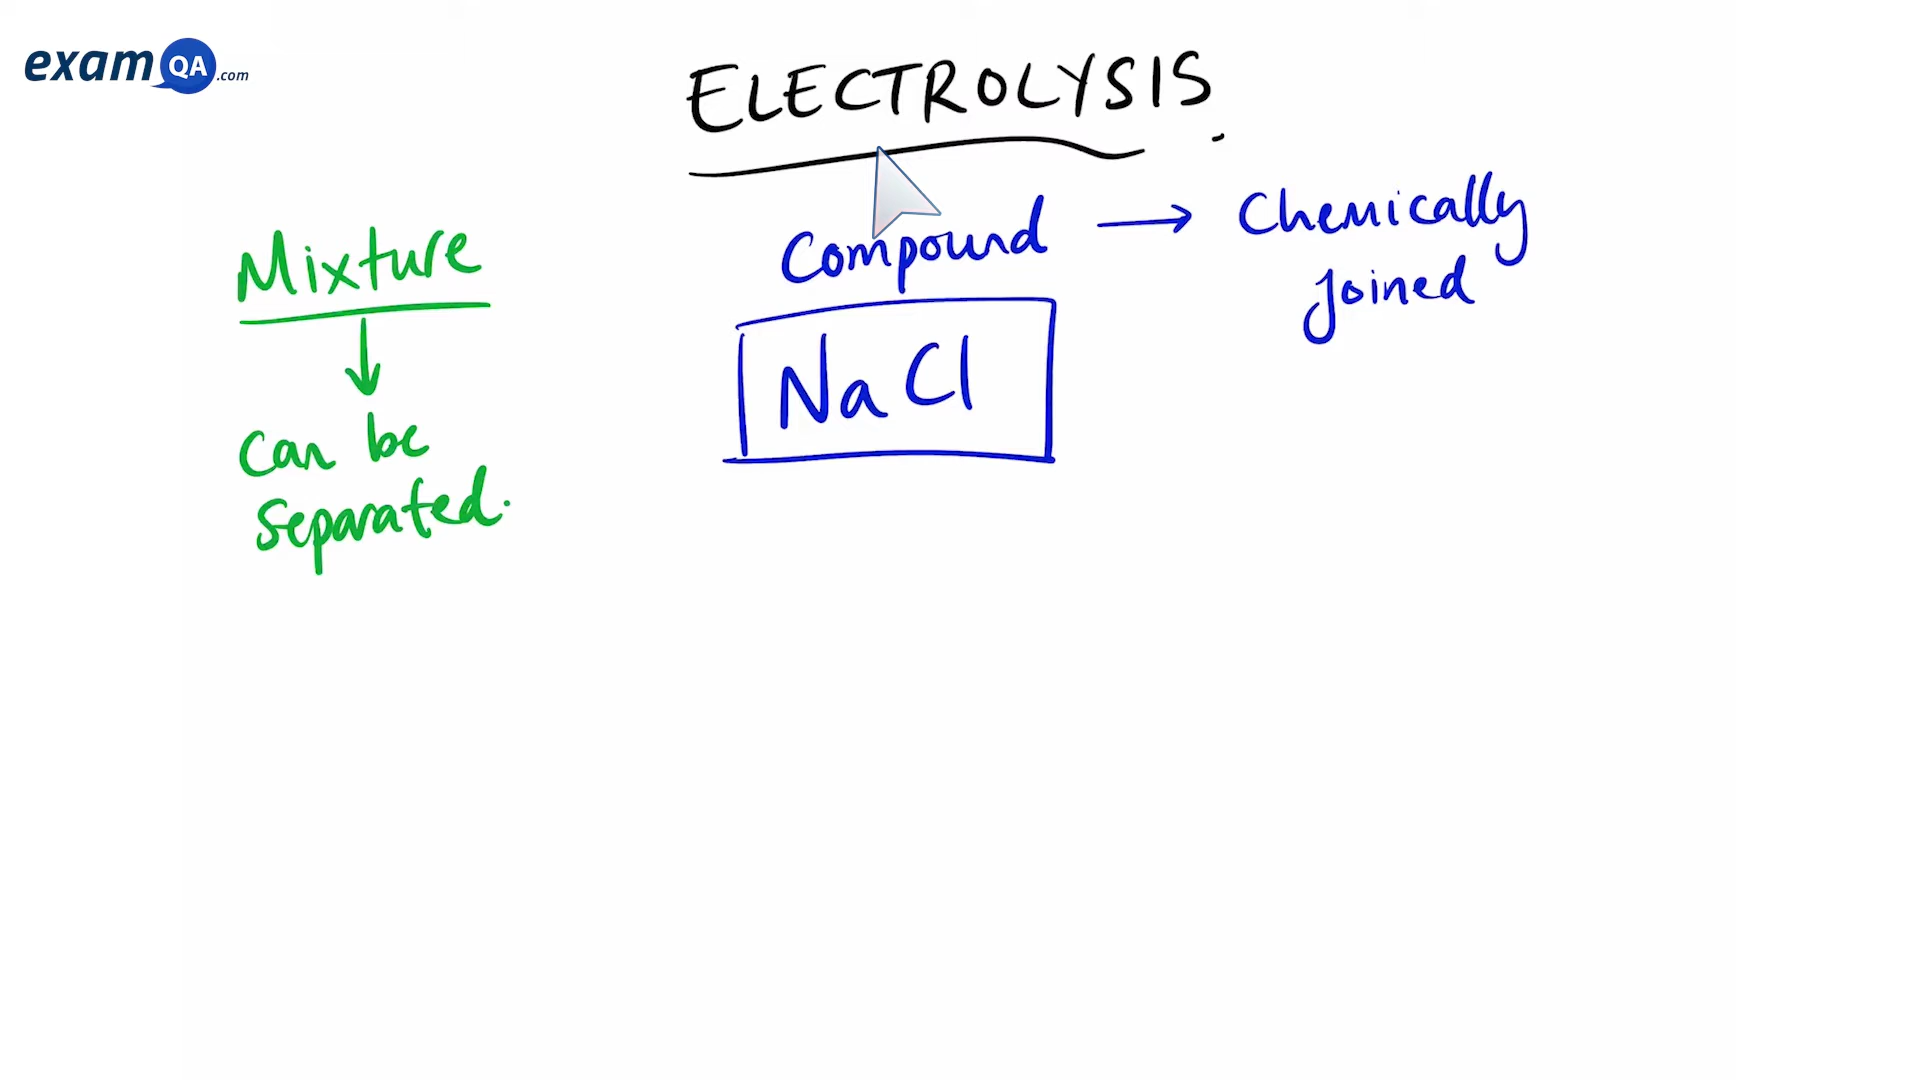 examQA.com
ELECTROLYSIS.
Mixture
can be
separated.
Compound → Chemically
joined
NaCl